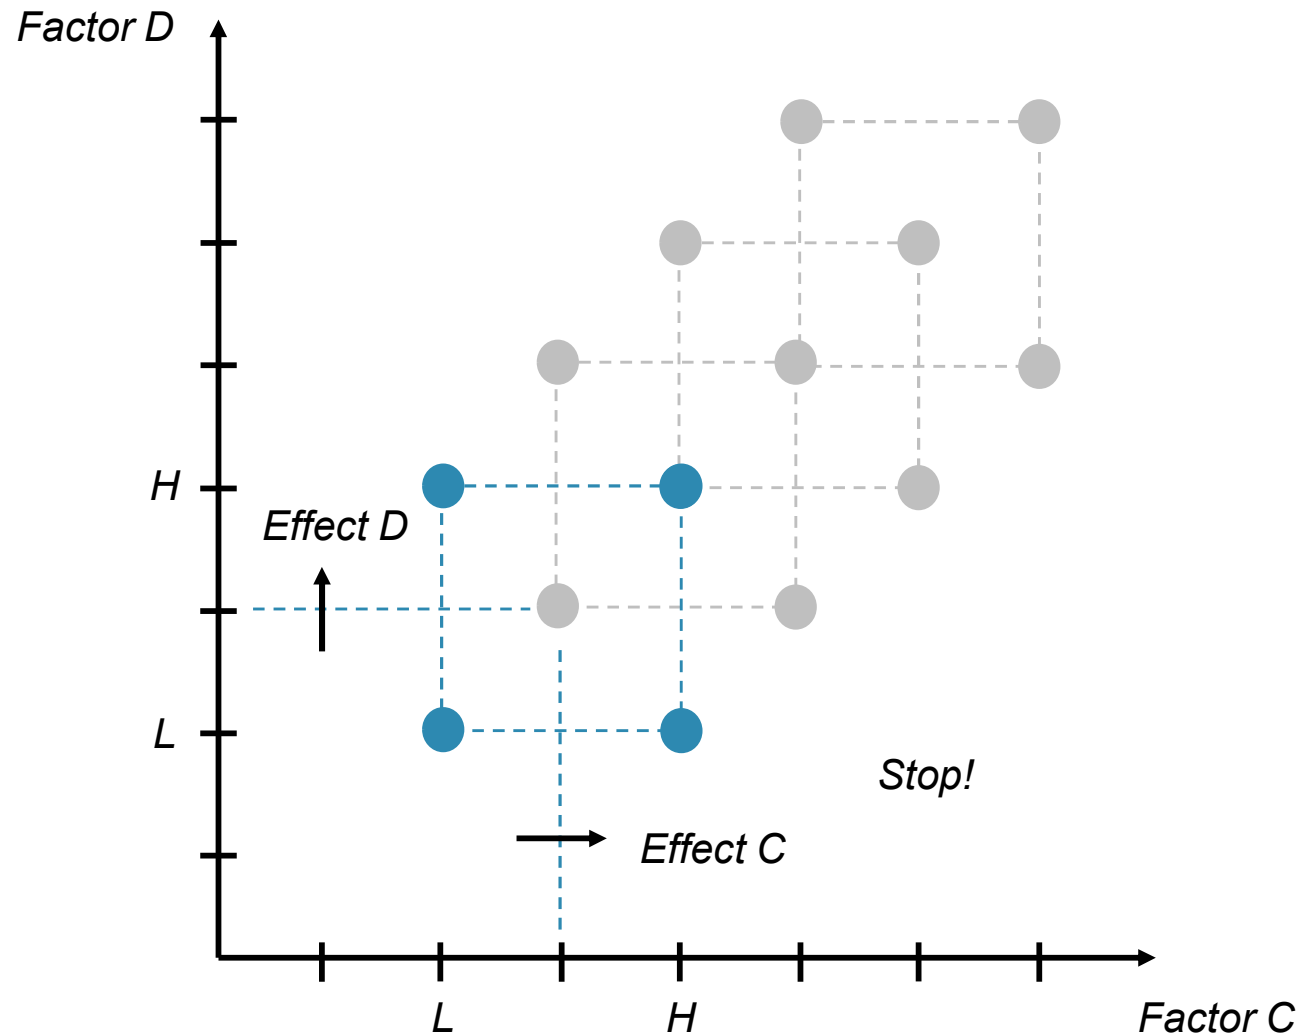 Factor D
H
Effect D
L
Stop!
Effect C
L
H
Factor C